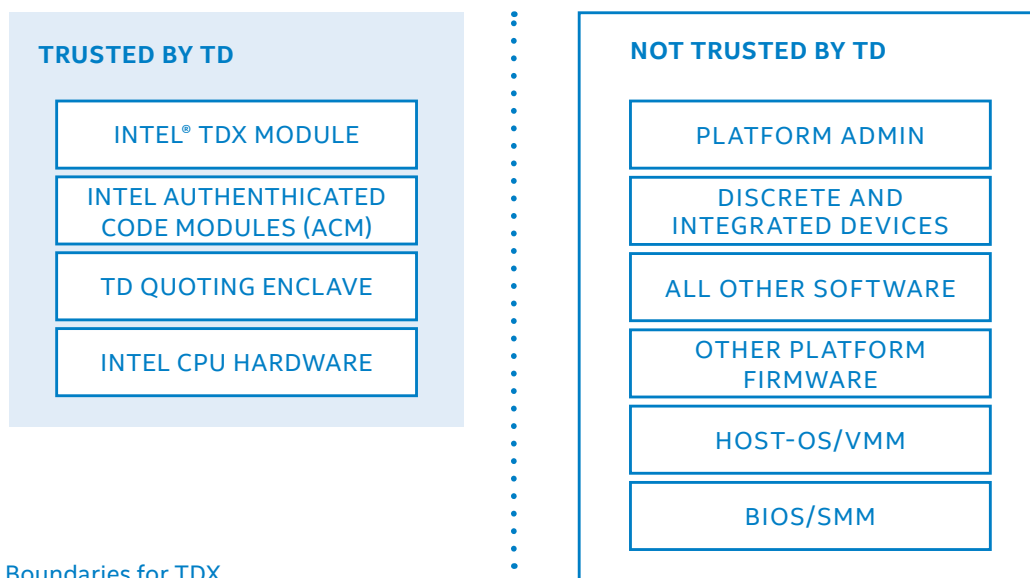 TRUSTED BY TD
INTEL® TDX MODULE
INTEL AUTHENTHICATED
CODE MODULES (ACM)
TD QUOTING ENCLAVE
INTEL CPU HARDWARE
NOT TRUSTED BY TD
PLATFORM ADMIN
DISCRETE AND
INTEGRATED DEVICES
ALL OTHER SOFTWARE
OTHER PLATFORM
FIRMWARE
HOST-OS/VMM
BIOS/SMM
Boundaries for TDX